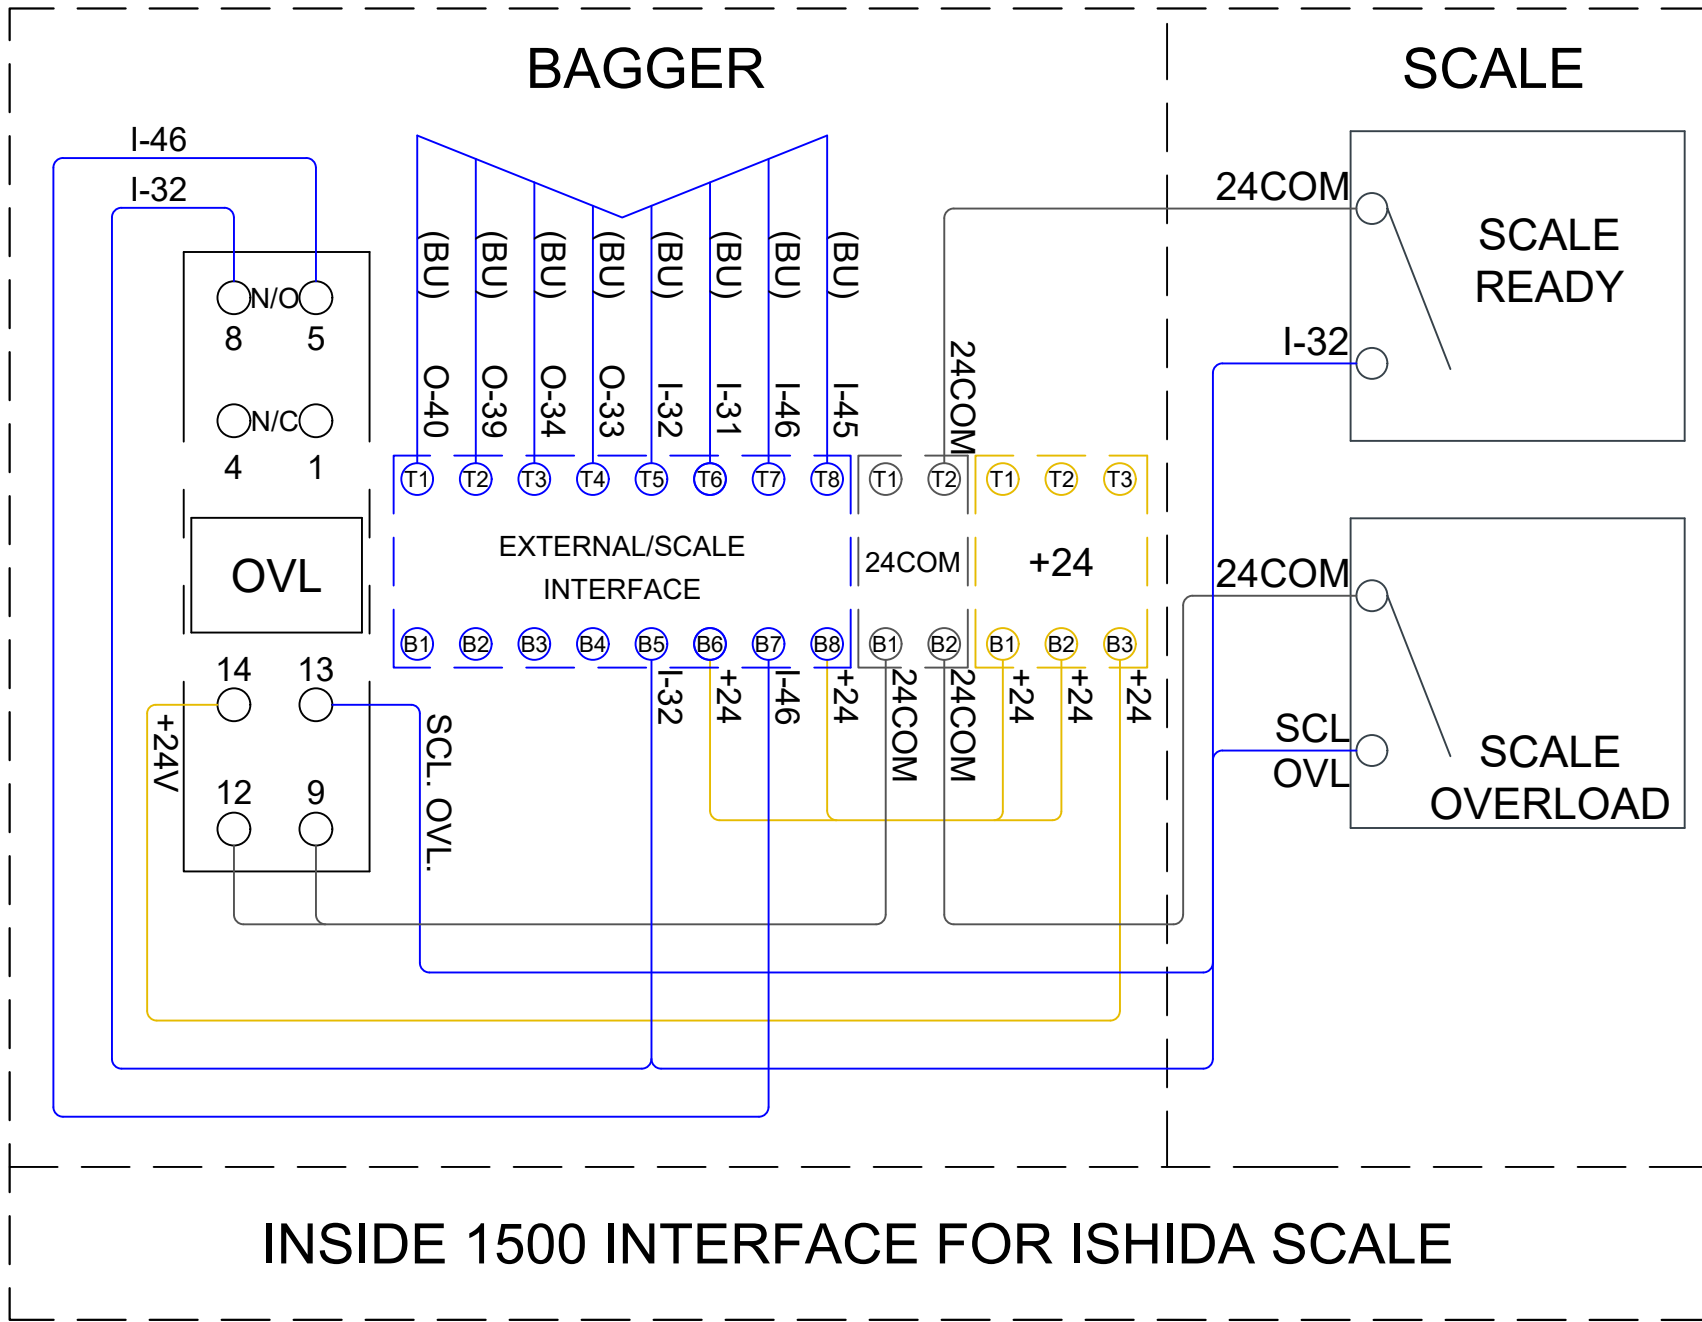 BAGGER
SCALE
I-46
I-32
N/O
8
5
N/C
4
1
OVL
14
13
+24V
12
9
SCL. OVL.
(BU)
(BU)
(BU)
(BU)
(BU)
(BU)
(BU)
(BU)
O-40
O-39
O-34
O-33
I-32
I-31
I-46
I-45
24COM
T1
T2
T3
T4
T5
T6
T7
T8
T1
T2
T1
T2
T3
EXTERNAL/SCALE
INTERFACE
24COM
+24
B1
B2
B3
B4
B5
B6
B7
B8
B1
B2
B1
B2
B3
I-32
+24
I-46
+24
24COM
24COM
+24
+24
+24
24COM
I-32
SCALE
READY
24COM
SCL
OVL
SCALE
OVERLOAD
INSIDE 1500 INTERFACE FOR ISHIDA SCALE